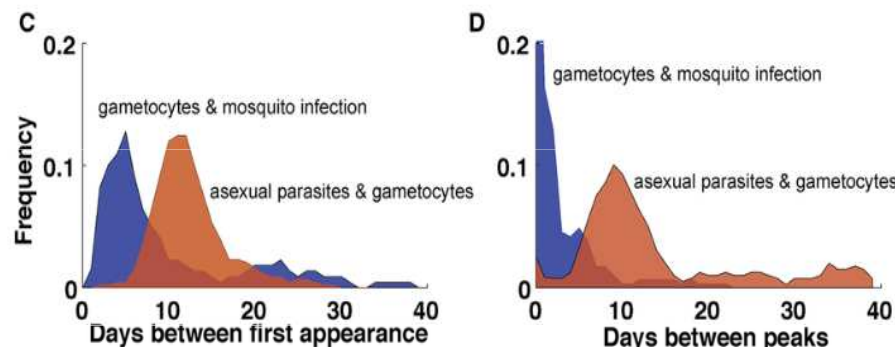 C
0.2
gametocytes & mosquito infection
0.1
asexual parasites & gametocytes
Frequency
0
0 10 20 30 40
Days between first appearance
D
0.2
gametocytes & mosquito infection
0.1
asexual parasites & gametocytes
0
0 10 20 30 40
Days between peaks